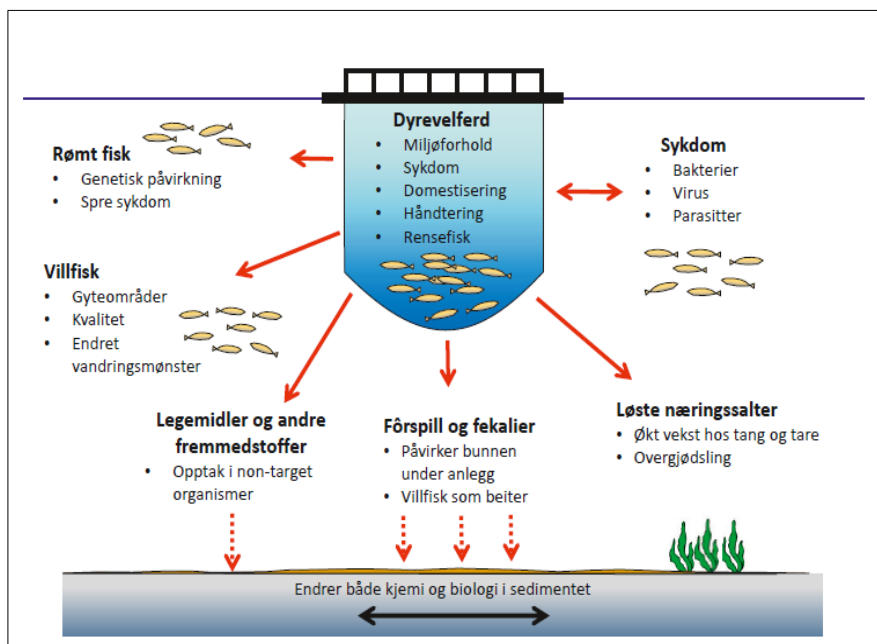 Dyrevelferd
• Miljøforhold
• Sykdom
• Domestisering
• Håndtering
• Rensefisk
Rømt fisk
• Genetisk påvirkning
• Spre sykdom
Sykdom
• Bakterier
• Virus
• Parasitter
Villfisk
• Gyteområder
• Kvalitet
• Endret
vandringsmønster
Legemidler og andre
fremmedstoffer
• Opptak i non-target
organismer
Fôrspill og fekalier
• Påvirker bunnen
under anlegg
• Villfisk som beiter
Løste næringssalter
• Økt vekst hos tang og tare
• Overgjødsling
Endrer både kjemi og biologi i sedimentet